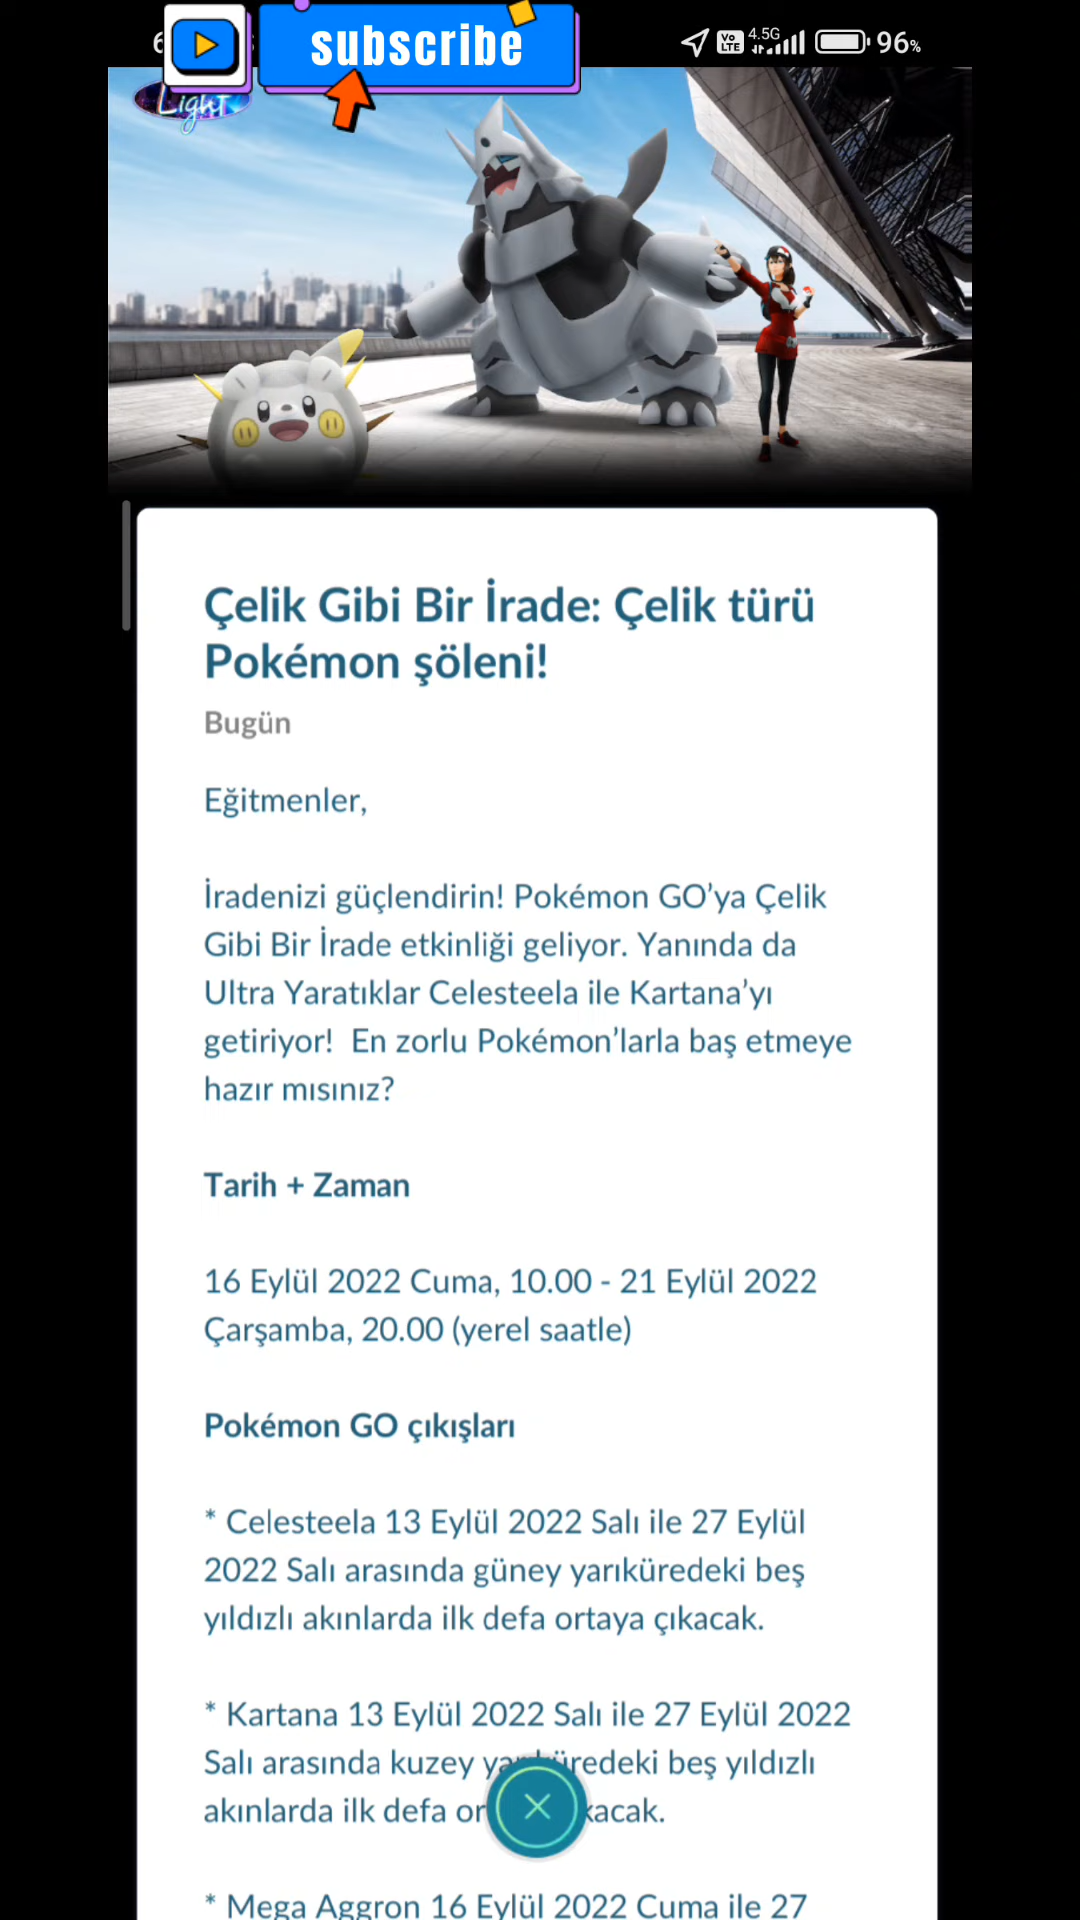 subscribe
4.5G
Vo
LTE
96%
Light
Çelik Gibi Bir İrade: Çelik türü
Pokémon şöleni!
Bugün
Eğitmenler,
İradenizi güçlendirin! Pokémon GO’ya Çelik
Gibi Bir İrade etkinliği geliyor. Yanında da
Ultra Yaratıklar Celesteela ile Kartana’yı
getiriyor!  En zorlu Pokémon’larla baş etmeye
hazır mısınız?
Tarih + Zaman
16 Eylül 2022 Cuma, 10.00 - 21 Eylül 2022
Çarşamba, 20.00 (yerel saatle)
Pokémon GO çıkışları
* Celesteela 13 Eylül 2022 Salı ile 27 Eylül
2022 Salı arasında güney yarıküredeki beş
yıldızlı akınlarda ilk defa ortaya çıkacak.
* Kartana 13 Eylül 2022 Salı ile 27 Eylül 2022
Salı arasında kuzey yarıküredeki beş yıldızlı
akınlarda ilk defa
* Mega Aggron 16 Eylül 2022 Cuma ile 27